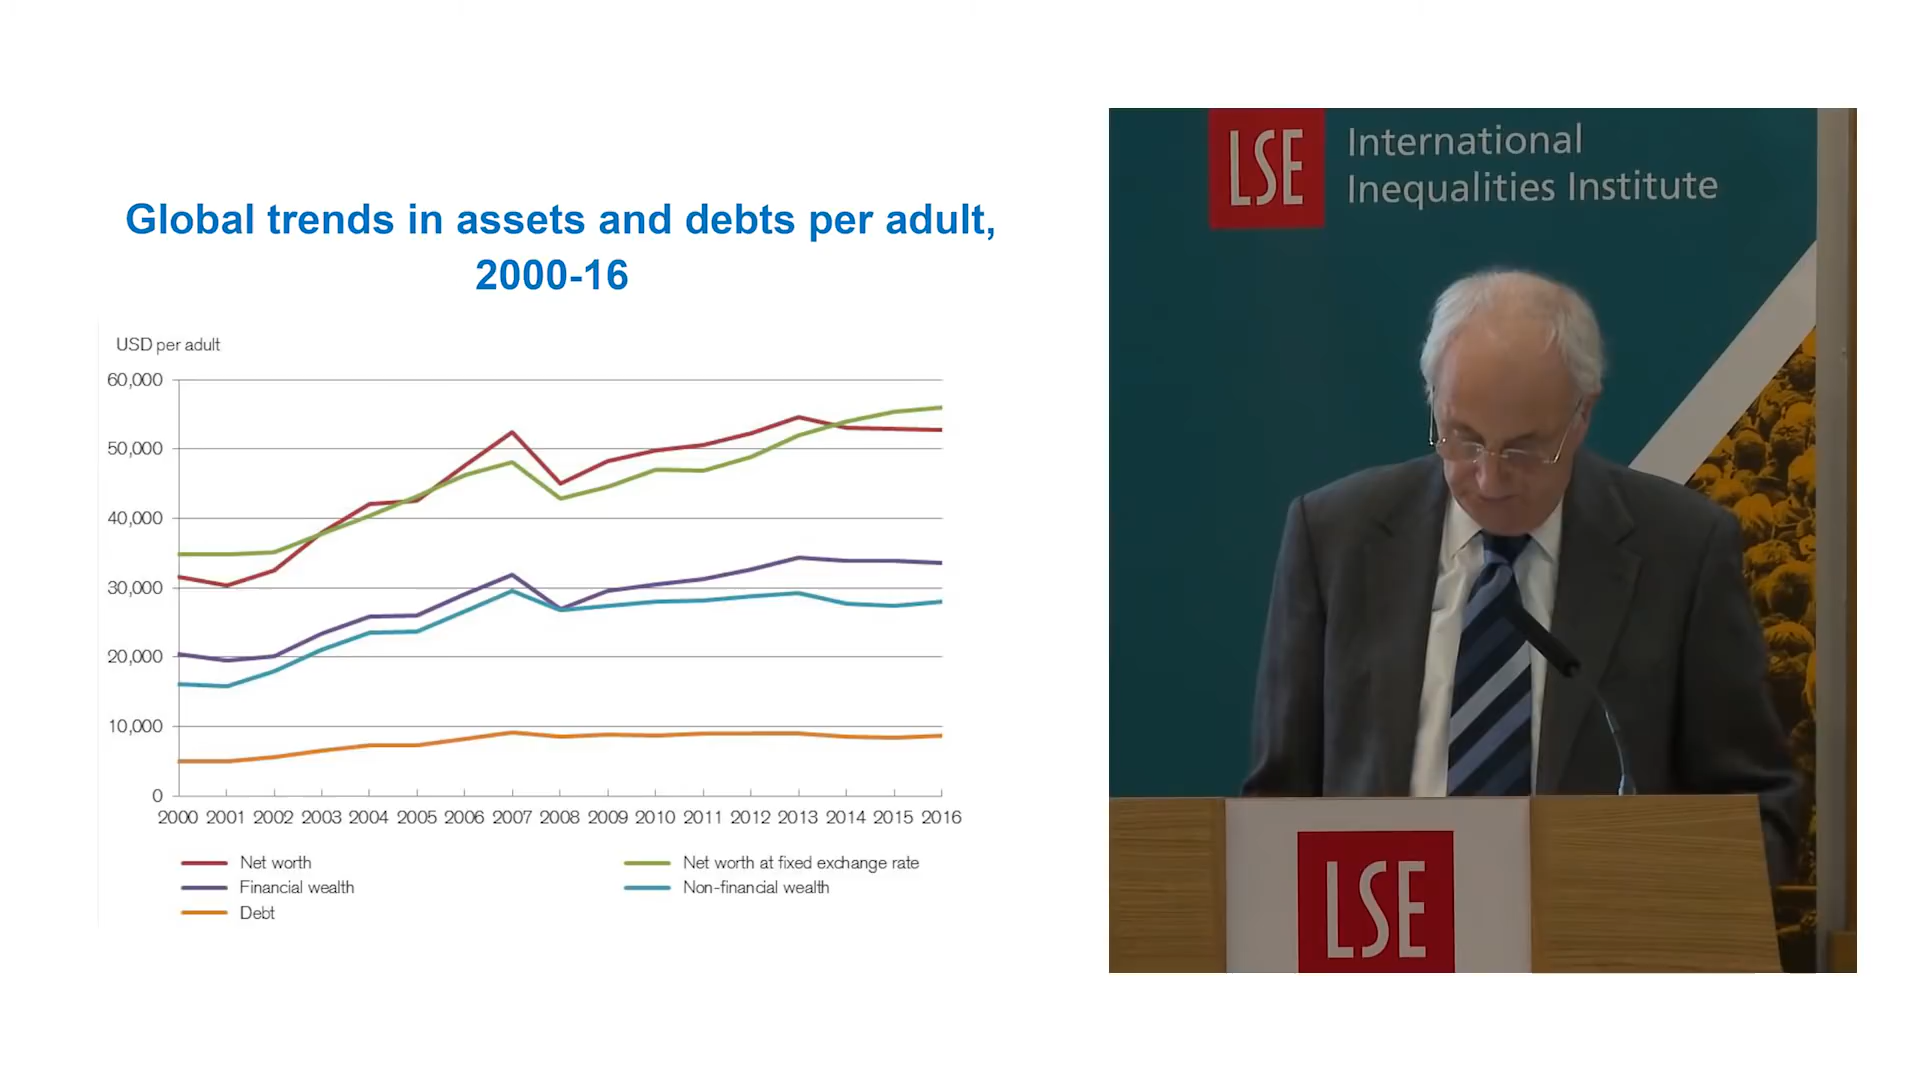 Global trends in assets and debts per adult,
2000-16
USD per adult
60,000
50,000
40,000
30,000
20,000
10,000
0
2000 2001 2002 2003 2004 2005 2006 2007 2008 2009 2010 2011 2012 2013 2014 2015 2016
Net worth
Net worth at fixed exchange rate
Financial wealth
Non-financial wealth
Debt
LSE
International
Inequalities Institute
LSE